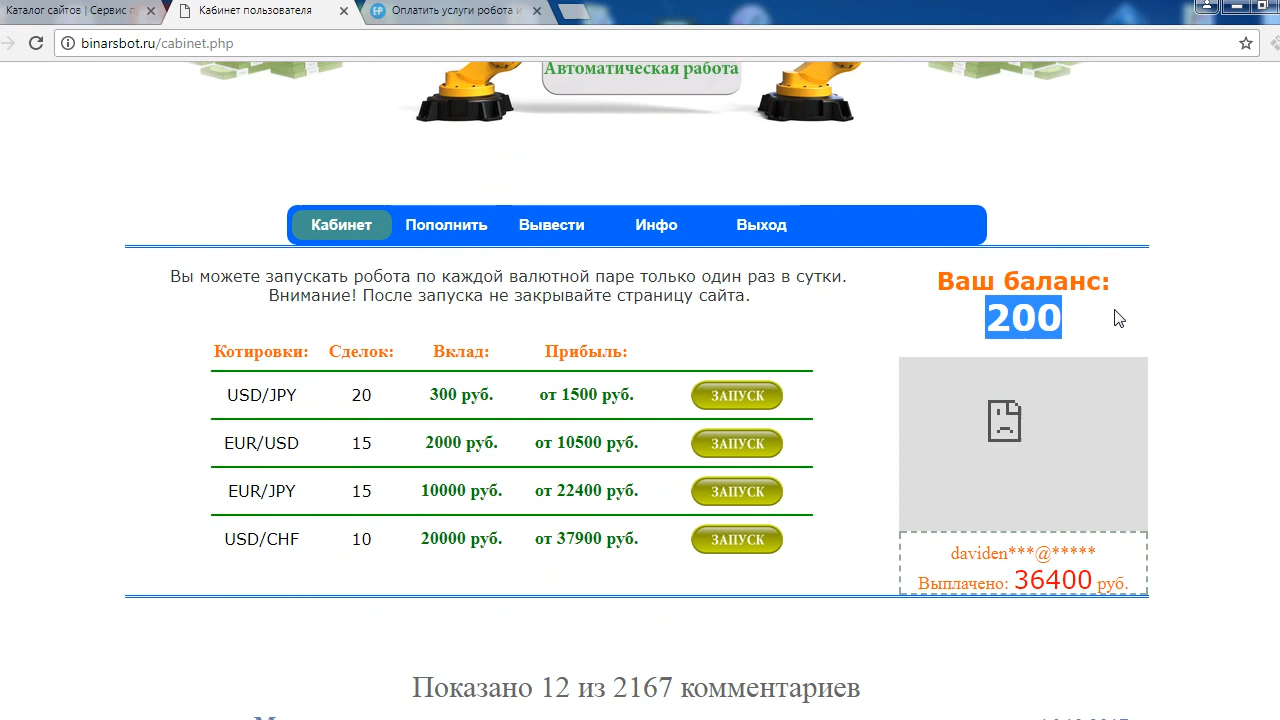 Каталог сайтов | Сервис п
Кабинет пользователя
Оплатить услуги робота и
binarsbot.ru/cabinet.php
Автоматическая работа
Кабинет Пополнить Вывести Инфо Выход
Вы можете запускать робота по каждой валютной паре только один раз в сутки.
Внимание! После запуска не закрывайте страницу сайта.
Ваш баланс:
200
Котировки: Сделок: Вклад: Прибыль:
USD/JPY 20 300 руб. от 1500 руб. ЗАПУСК
EUR/USD 15 2000 руб. от 10500 руб. ЗАПУСК
EUR/JPY 15 10000 руб. от 22400 руб. ЗАПУСК
USD/CHF 10 20000 руб. от 37900 руб. ЗАПУСК
daviden***@*****
Выплачено: 36400 руб.
Показано 12 из 2167 комментариев